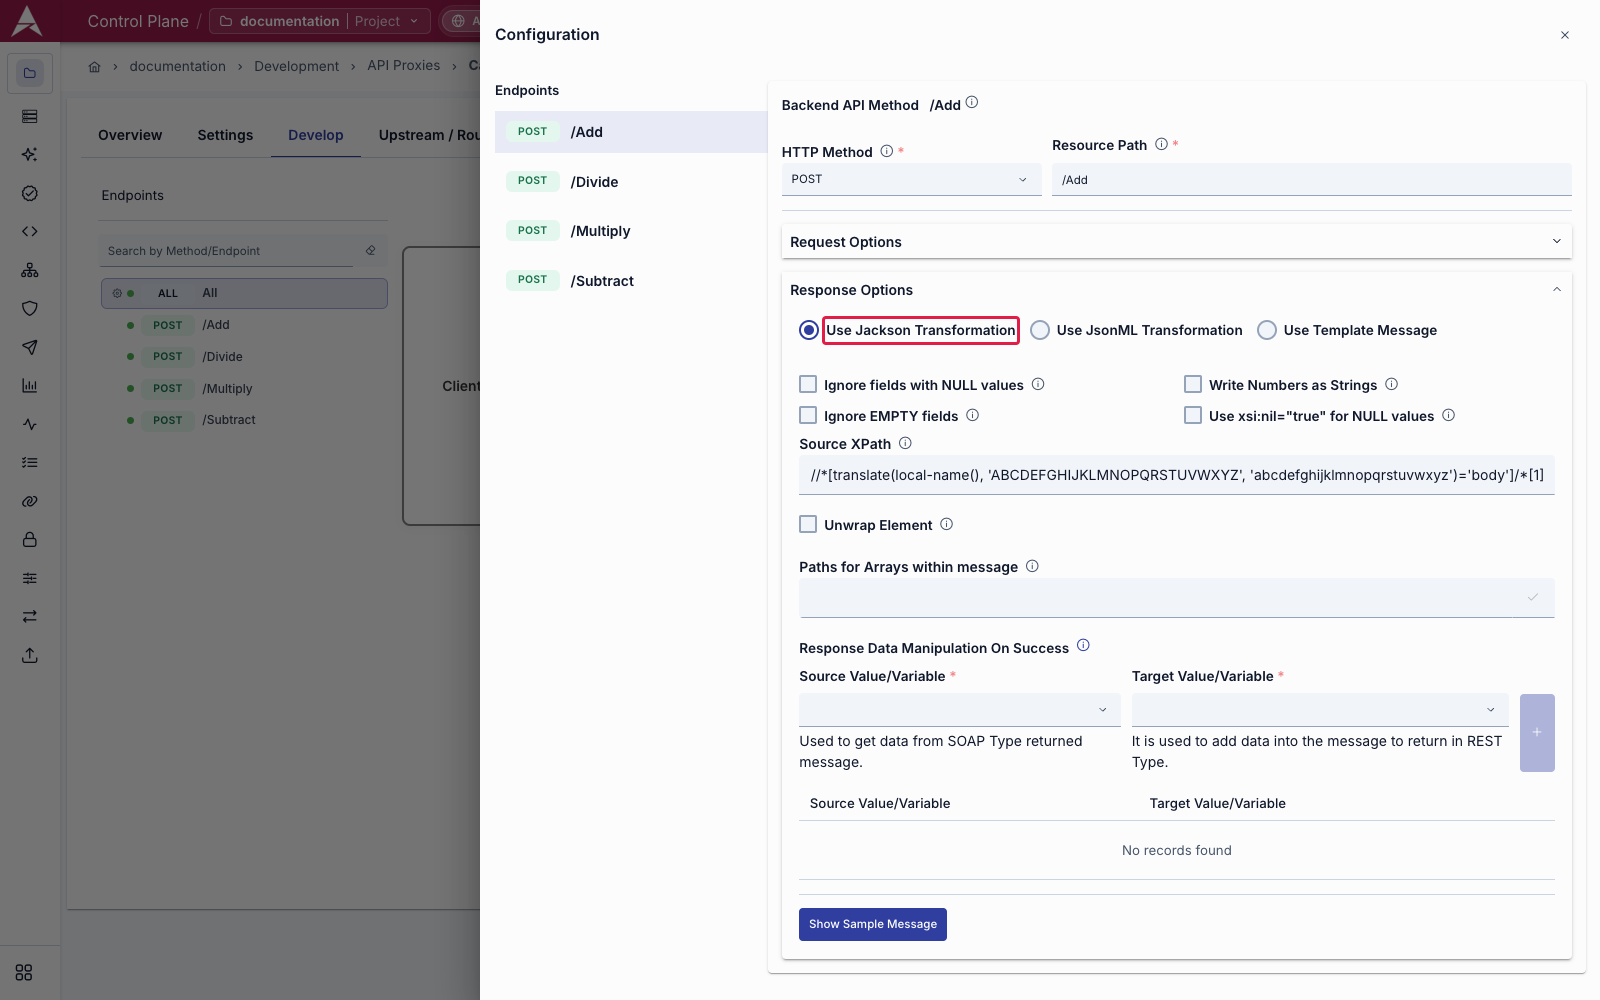 Control Plane / documentation | Project
documentation > Development > API Proxies >
Overview Settings Develop Upstream /
Endpoints
Search by Method/Endpoint
ALL All
POST /Add
POST /Divide
POST /Multiply
POST /Subtract
Client
Configuration
Endpoints
POST /Add
POST /Divide
POST /Multiply
POST /Subtract
Backend API Method /Add
HTTP Method *
POST
Resource Path *
/Add
Request Options
Response Options
Use Jackson Transformation Use JsonML Transformation Use Template Message
Ignore fields with NULL values Write Numbers as Strings
Ignore EMPTY fields Use xsi:nil="true" for NULL values
Source XPath
//*[translate(local-name(), 'ABCDEFGHIJKLMNOPQRSTUVWXYZ', 'abcdefghijklmnopqrstuvwxyz')='body']/*[1]
Unwrap Element
Paths for Arrays within message
Response Data Manipulation On Success
Source Value/Variable * Target Value/Variable *
Used to get data from SOAP Type returned
message.
It is used to add data into the message to return in REST
Type.
Source Value/Variable Target Value/Variable
No records found
Show Sample Message